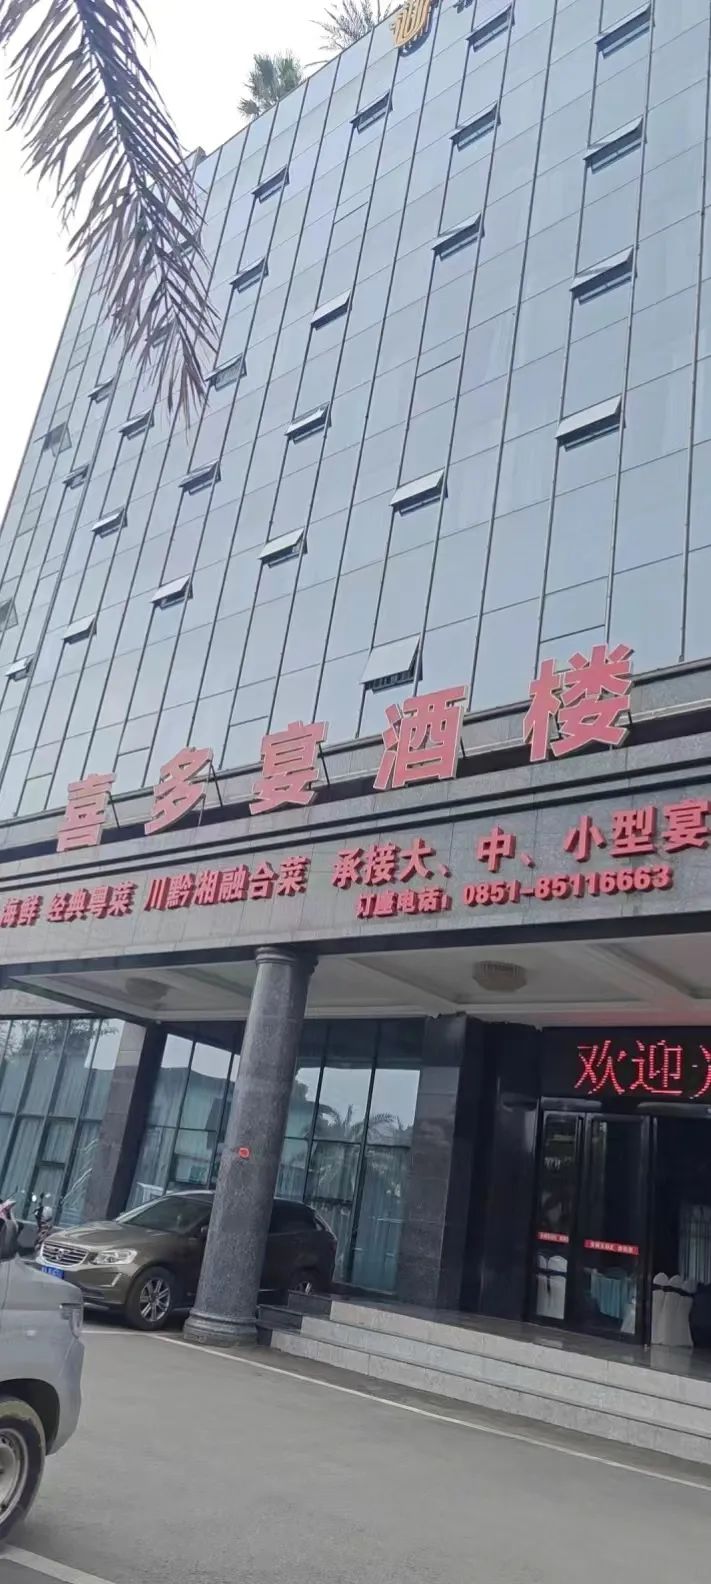 喜多宴酒楼
海鲜 经典粤菜 川黔湘融合菜 承接大、中、小型宴
订座电话：0851-85116663
欢迎光